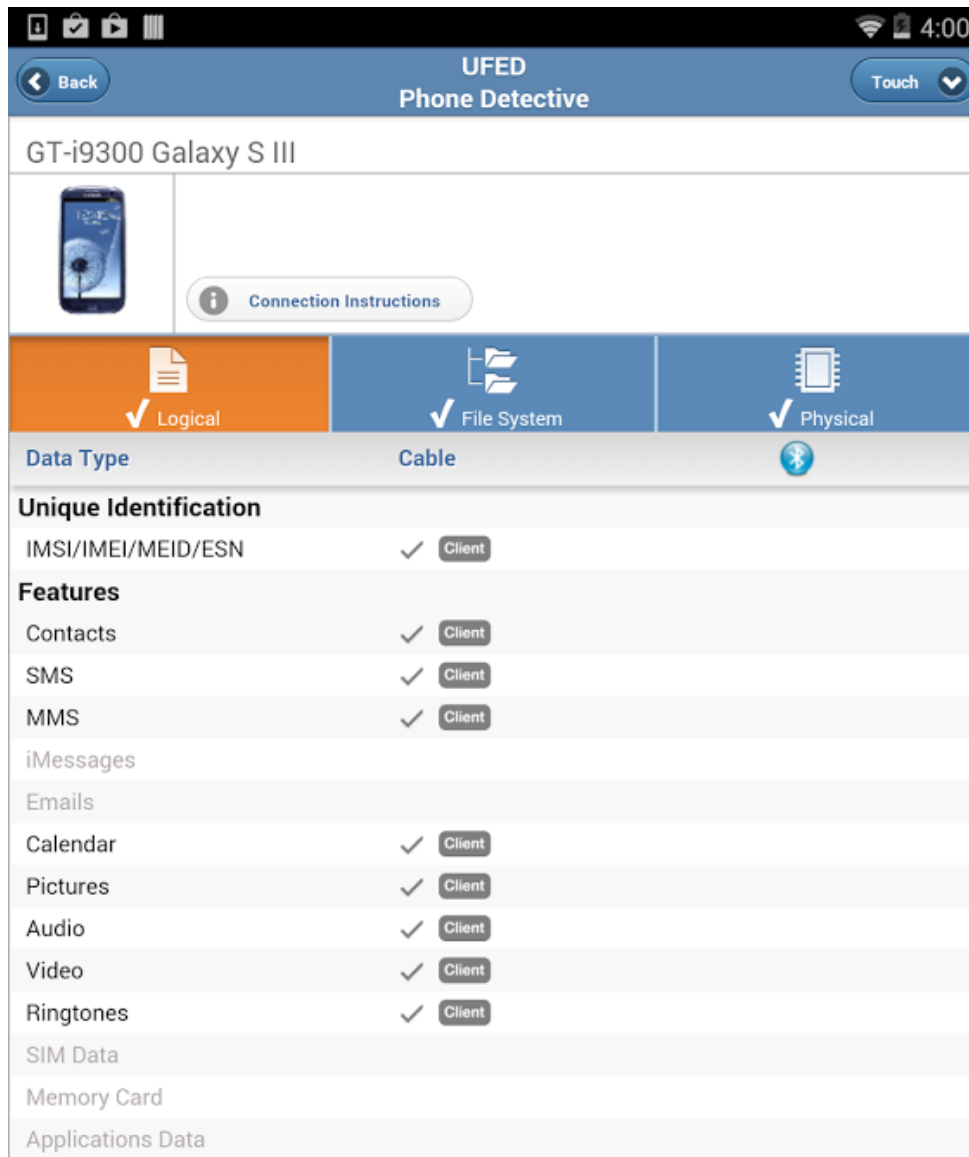 4:00
Back
UFED
Phone Detective
Touch
GT-i9300 Galaxy S III
Connection Instructions
Logical
File System
Physical
Data Type Cable
Unique Identification
IMSI/IMEI/MEID/ESN Client
Features
Contacts Client
SMS Client
MMS Client
iMessages
Emails
Calendar Client
Pictures Client
Audio Client
Video Client
Ringtones Client
SIM Data
Memory Card
Applications Data